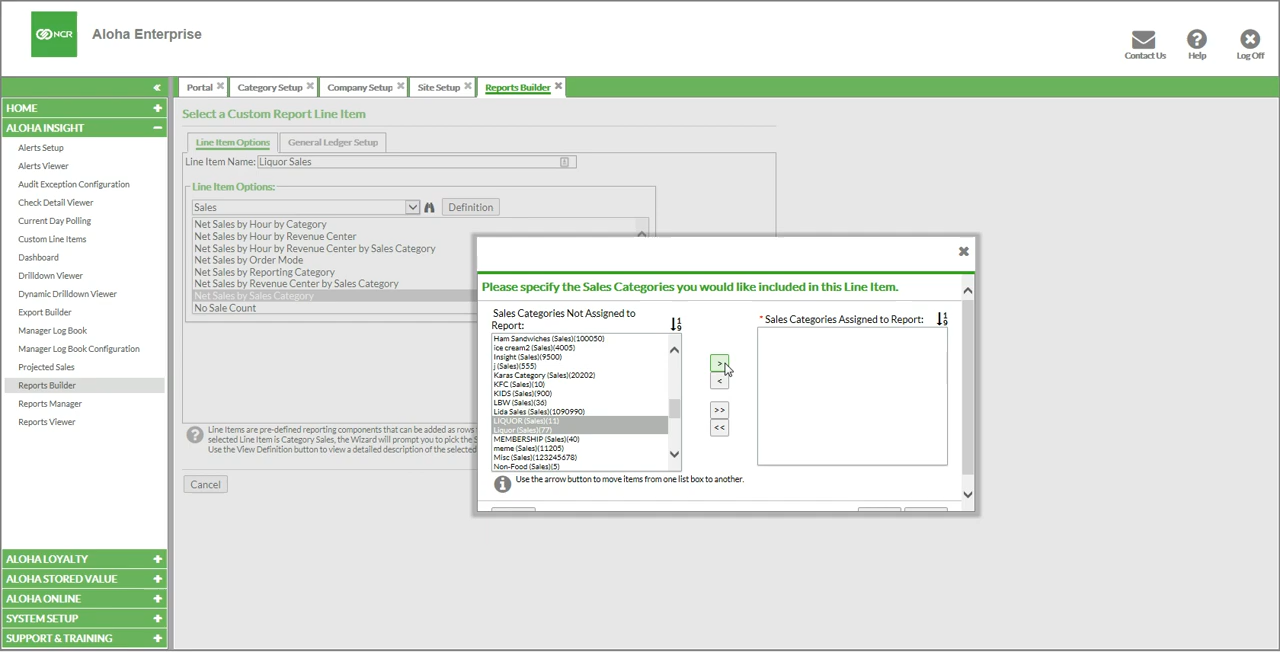 NCR
Aloha Enterprise
Contact Us
Help
Log Off
«
Portal
Category Setup
Company Setup
Site Setup
Reports Builder
HOME
ALOHA INSIGHT
Alerts Setup
Alerts Viewer
Audit Exception Configuration
Check Detail Viewer
Current Day Polling
Custom Line Items
Dashboard
Drilldown Viewer
Dynamic Drilldown Viewer
Export Builder
Manager Log Book
Manager Log Book Configuration
Projected Sales
Reports Builder
Reports Manager
Reports Viewer
ALOHA LOYALTY
ALOHA STORED VALUE
ALOHA ONLINE
SYSTEM SETUP
SUPPORT & TRAINING
Select a Custom Report Line Item
Line Item Options
General Ledger Setup
Line Item Name: Liquor Sales
Line Item Options:
Sales
Definition
Net Sales by Hour by Category
Net Sales by Hour by Revenue Center
Net Sales by Hour by Revenue Center by Sales Category
Net Sales by Order Mode
Net Sales by Reporting Category
Net Sales by Revenue Center by Sales Category
Net Sales by Sales Category
No Sale Count
Line Items are pre-defined reporting components that can be added as rows
selected Line Item is Category Sales, the Wizard will prompt you to pick the S
Use the View Definition button to view a detailed description of the selected
Cancel
Please specify the Sales Categories you would like included in this Line Item.
Sales Categories Not Assigned to
Report:
Ham Sandwiches (Sales)(100050)
ice cream2 (Sales)(4005)
Insight (Sales)(9500)
j (Sales)(555)
Karas Category (Sales)(20202)
KFC (Sales)(10)
KIDS (Sales)(900)
LBW (Sales)(36)
Lida Sales (Sales)(1090990)
LIQUOR (Sales)(11)
Liquor (Sales)(77)
MEMBERSHIP (Sales)(40)
meme (Sales)(11205)
Misc (Sales)(123245678)
Non-Food (Sales)(5)
>
<
>>
<<
* Sales Categories Assigned to Report:
Use the arrow button to move items from one list box to another.